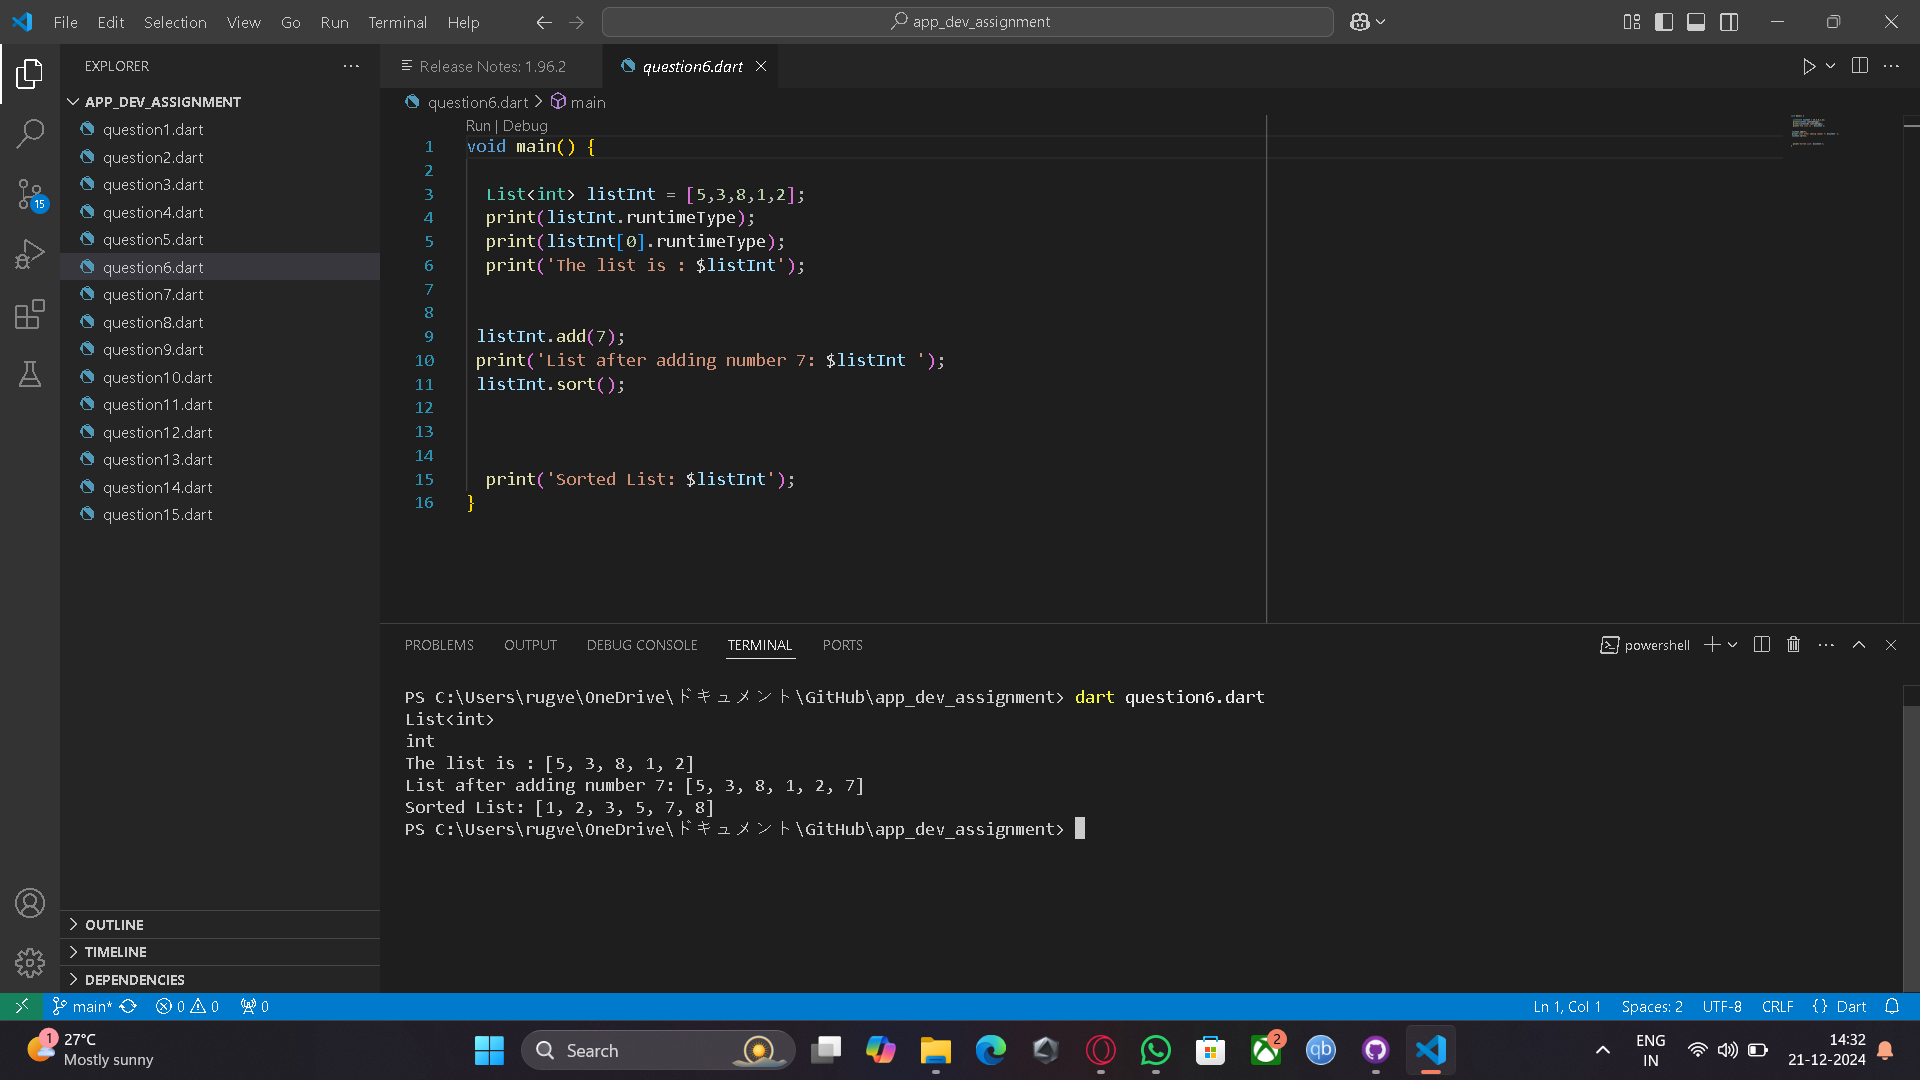 File Edit Selection View Go Run Terminal Help
app_dev_assignment
EXPLORER
Release Notes: 1.96.2
question6.dart
APP_DEV_ASSIGNMENT
question1.dart
question2.dart
question3.dart
question4.dart
question5.dart
question6.dart
question7.dart
question8.dart
question9.dart
question10.dart
question11.dart
question12.dart
question13.dart
question14.dart
question15.dart
15
OUTLINE
TIMELINE
DEPENDENCIES
question6.dart > main
Run | Debug
1 void main() {
2
3 List<int> listInt = [5,3,8,1,2];
4 print(listInt.runtimeType);
5 print(listInt[0].runtimeType);
6 print('The list is : $listInt');
7
8
9 listInt.add(7);
10 print('List after adding number 7: $listInt ');
11 listInt.sort();
12
13
14
15 print('Sorted List: $listInt');
16 }
PROBLEMS OUTPUT DEBUG CONSOLE TERMINAL PORTS
powershell
PS C:\Users\rugve\OneDrive\ドキュメント\GitHub\app_dev_assignment> dart question6.dart
List<int>
int
The list is : [5, 3, 8, 1, 2]
List after adding number 7: [5, 3, 8, 1, 2, 7]
Sorted List: [1, 2, 3, 5, 7, 8]
PS C:\Users\rugve\OneDrive\ドキュメント\GitHub\app_dev_assignment>
main* 0 0 0
Ln 1, Col 1 Spaces: 2 UTF-8 CRLF {} Dart
1
27°C
Mostly sunny
Search
2
qb
ENG
IN
14:32
21-12-2024